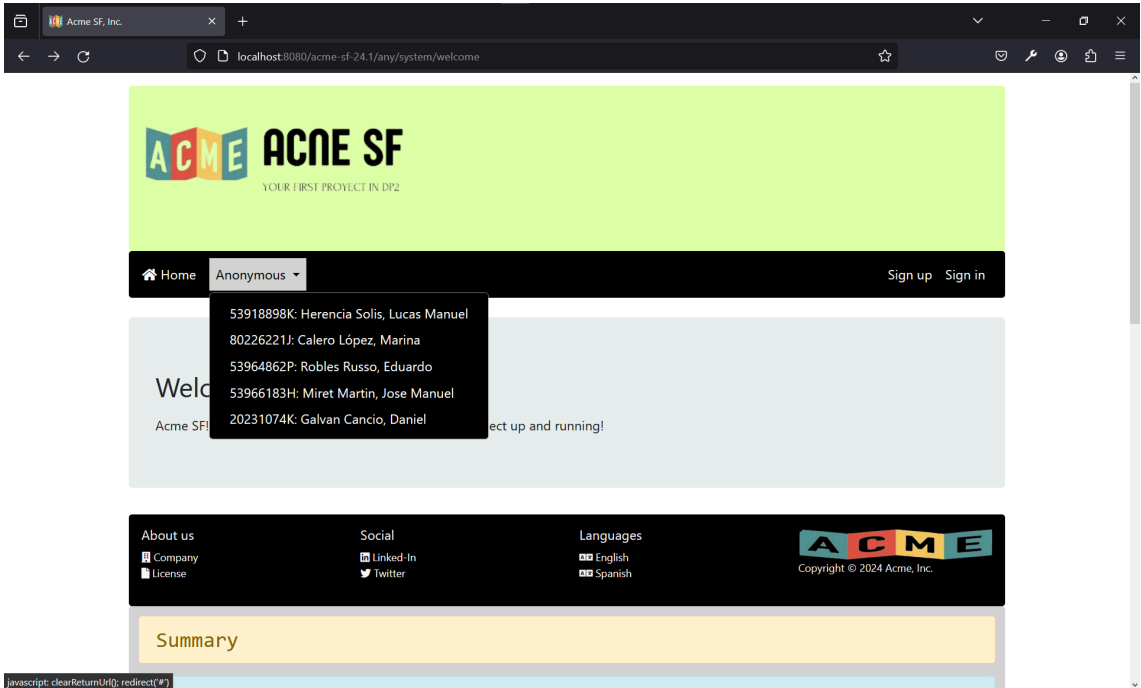 Acme SF, Inc.
localhost:8080/acme-sf-24.1/any/system/welcome
ACME ACNE SF
YOUR FIRST PROYECT IN DP2
Home Anonymous Sign up Sign in
53918898K: Herencia Solis, Lucas Manuel
80226221J: Calero López, Marina
53964862P: Robles Russo, Eduardo
53966183H: Miret Martin, Jose Manuel
20231074K: Galvan Cancio, Daniel
Welc
Acme SF! ect up and running!
About us Social Languages ACME
Company Linked-In English
License Twitter Spanish
Copyright © 2024 Acme, Inc.
Summary
javascript: clearReturnUrl(); redirect('#')